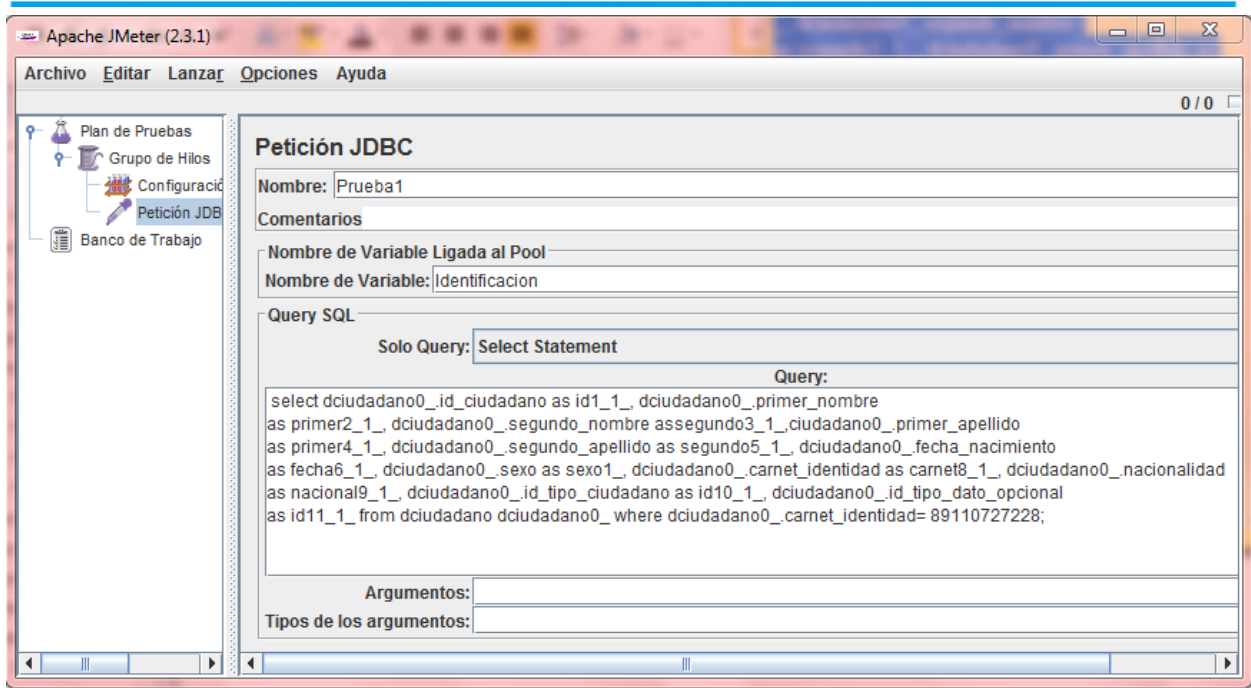 Apache JMeter (2.3.1)
Archivo Editar Lanzar Opciones Ayuda
0 / 0
Plan de Pruebas
Grupo de Hilos
Configuració
Petición JDB
Banco de Trabajo
Petición JDBC
Nombre: Prueba1
Comentarios
Nombre de Variable Ligada al Pool
Nombre de Variable: Identificacion
Query SQL
Solo Query: Select Statement
Query:
select dciudadano0_.id_ciudadano as id1_1_, dciudadano0_.primer_nombre
as primer2_1_, dciudadano0_.segundo_nombre assegundo3_1_,ciudadano0_.primer_apellido
as primer4_1_, dciudadano0_.segundo_apellido as segundo5_1_, dciudadano0_.fecha_nacimiento
as fecha6_1_, dciudadano0_.sexo as sexo1_, dciudadano0_.carnet_identidad as carnet8_1_, dciudadano0_.nacionalidad
as nacional9_1_, dciudadano0_.id_tipo_ciudadano as id10_1_, dciudadano0_.id_tipo_dato_opcional
as id11_1_ from dciudadano dciudadano0_ where dciudadano0_.carnet_identidad= 89110727228;
Argumentos:
Tipos de los argumentos: